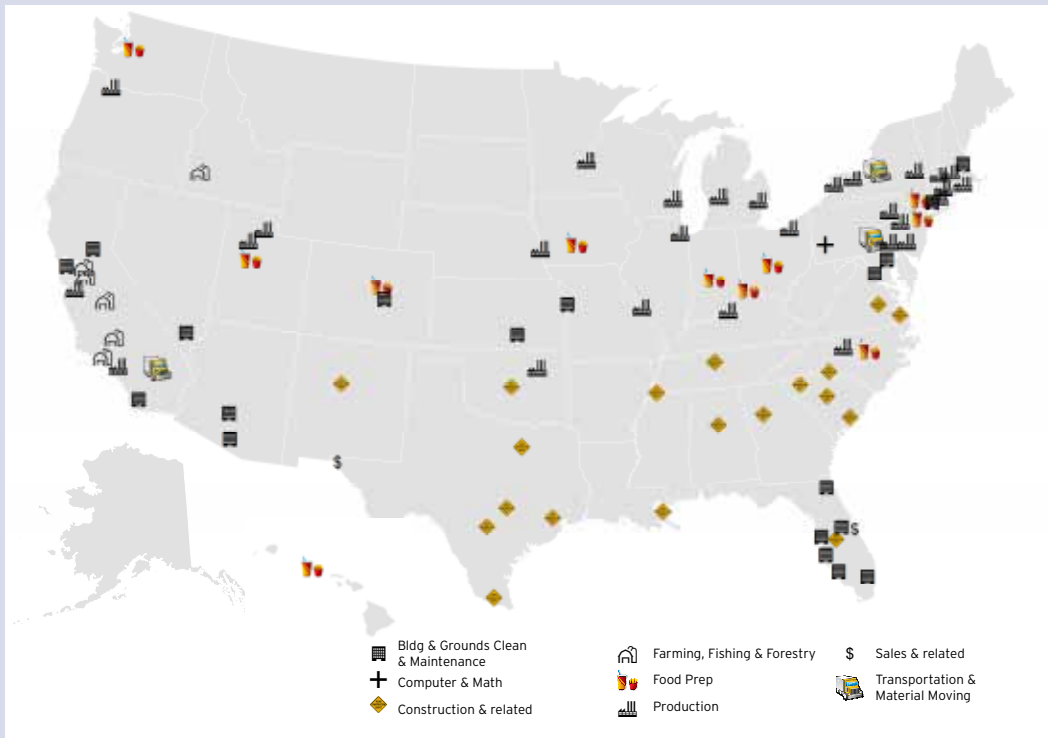 Bldg & Grounds Clean
& Maintenance
Computer & Math
Construction & related
Farming, Fishing & Forestry
Food Prep
Production
$ Sales & related
Transportation &
Material Moving
$
$